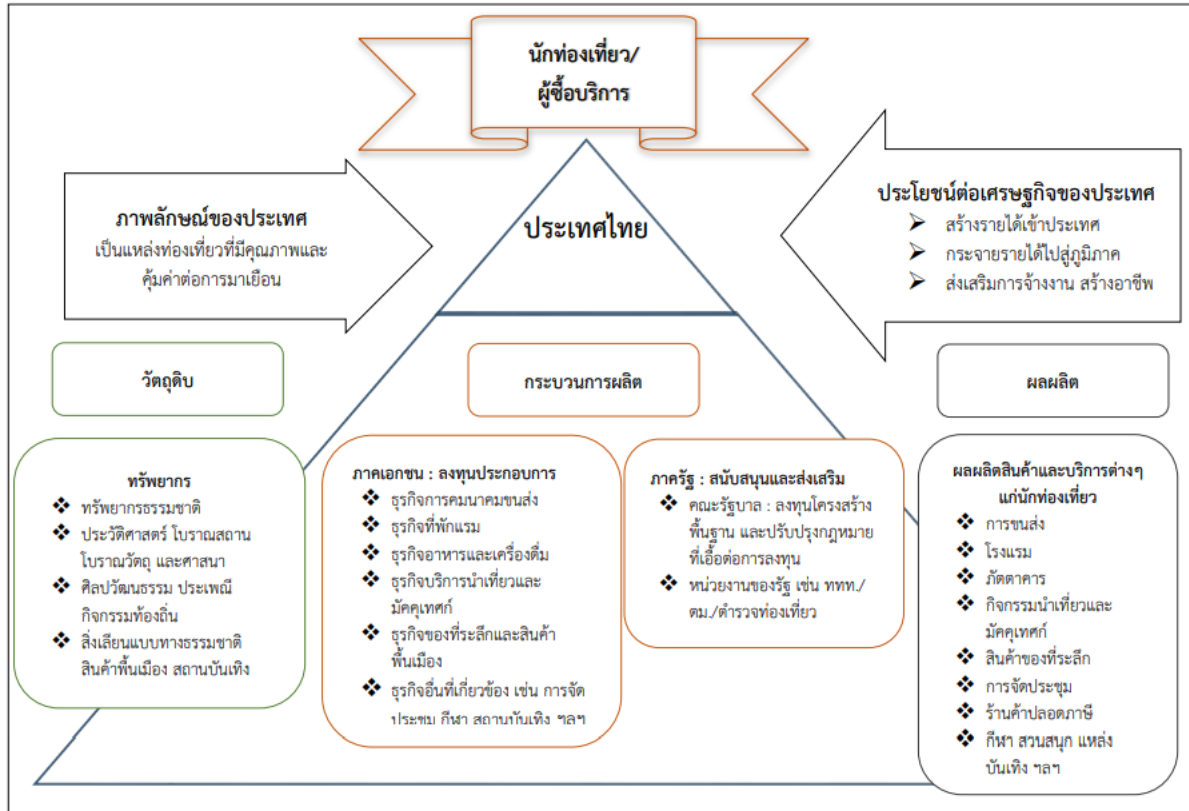 นักท่องเที่ยว/
ผู้ซื้อบริการ
ภาพลักษณ์ของประเทศ
เป็นแหล่งท่องเที่ยวที่มีคุณภาพและ
คุ้มค่าต่อการมาเยือน
ประเทศไทย
ประโยชน์ต่อเศรษฐกิจของประเทศ
สร้างรายได้เข้าประเทศ
กระจายรายได้ไปสู่ภูมิภาค
ส่งเสริมการจ้างงาน สร้างอาชีพ
วัตถุดิบ
กระบวนการผลิต
ผลผลิต
ทรัพยากร
ทรัพยากรธรรมชาติ
ประวัติศาสตร์ โบราณสถาน
โบราณวัตถุ และศาสนา
ศิลปวัฒนธรรม ประเพณี
กิจกรรมท้องถิ่น
สิ่งเลียนแบบทางธรรมชาติ
สินค้าพื้นเมือง สถานบันเทิง
ภาคเอกชน : ลงทุนประกอบการ
ธุรกิจการคมนาคมขนส่ง
ธุรกิจที่พักแรม
ธุรกิจอาหารและเครื่องดื่ม
ธุรกิจบริการนำเที่ยวและ
มัคคุเทศก์
ธุรกิจของที่ระลึกและสินค้า
พื้นเมือง
ธุรกิจอื่นที่เกี่ยวข้อง เช่น การจัด
ประชุม กีฬา สถานบันเทิง ฯลฯ
ภาครัฐ : สนับสนุนและส่งเสริม
คณะรัฐบาล : ลงทุนโครงสร้าง
พื้นฐาน และปรับปรุงกฎหมาย
ที่เอื้อต่อการลงทุน
หน่วยงานของรัฐ เช่น ททท./
ตม./ตำรวจท่องเที่ยว
ผลผลิตสินค้าและบริการต่างๆ
แก่นักท่องเที่ยว
การขนส่ง
โรงแรม
ภัตตาคาร
กิจกรรมนำเที่ยวและ
มัคคุเทศก์
สินค้าของที่ระลึก
การจัดประชุม
ร้านค้าปลอดภาษี
กีฬา สวนสนุก แหล่ง
บันเทิง ฯลฯ